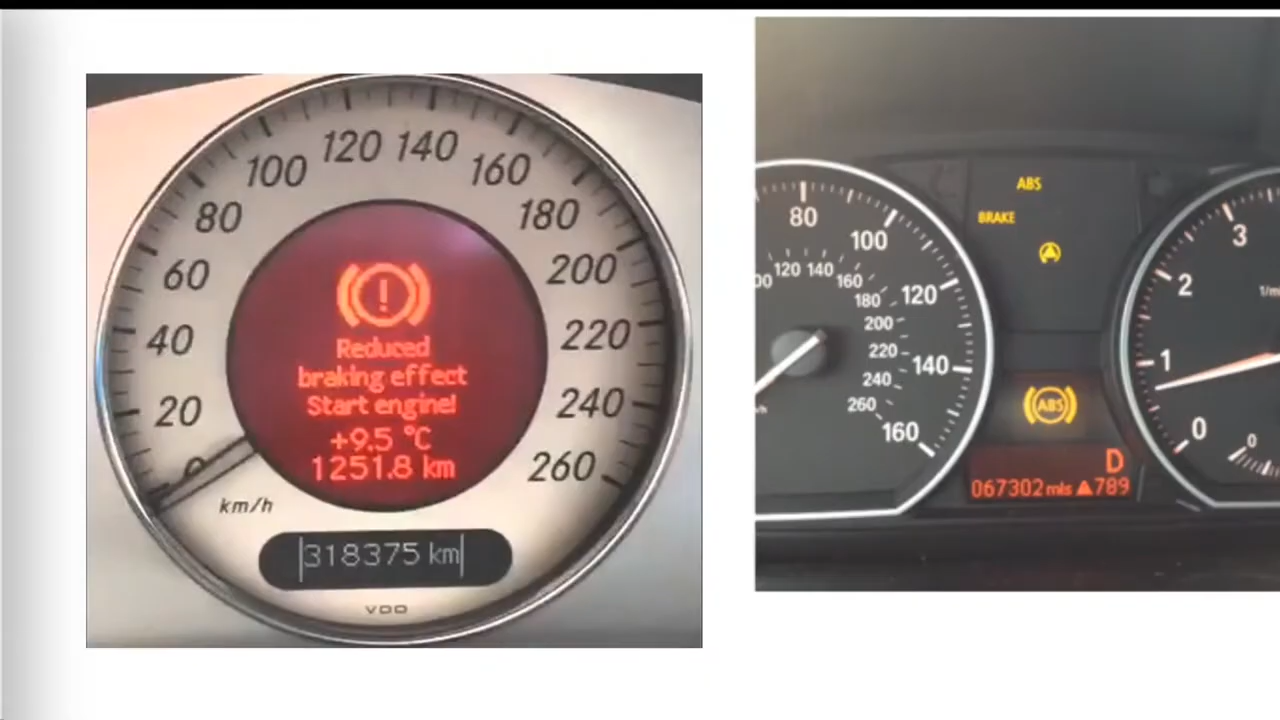 120 140
100 160
80 180
60 200
40 220
20 240
0 260
Reduced
braking effect
Start engine!
+9.5 °C
1251.8 km
km/h
318375 km
VDO
ABS
BRAKE
80
100
120
140
160
120 140
160
180
200
220
240
260
ABS
D
067302 mls ▲789
3
2
1
0
0